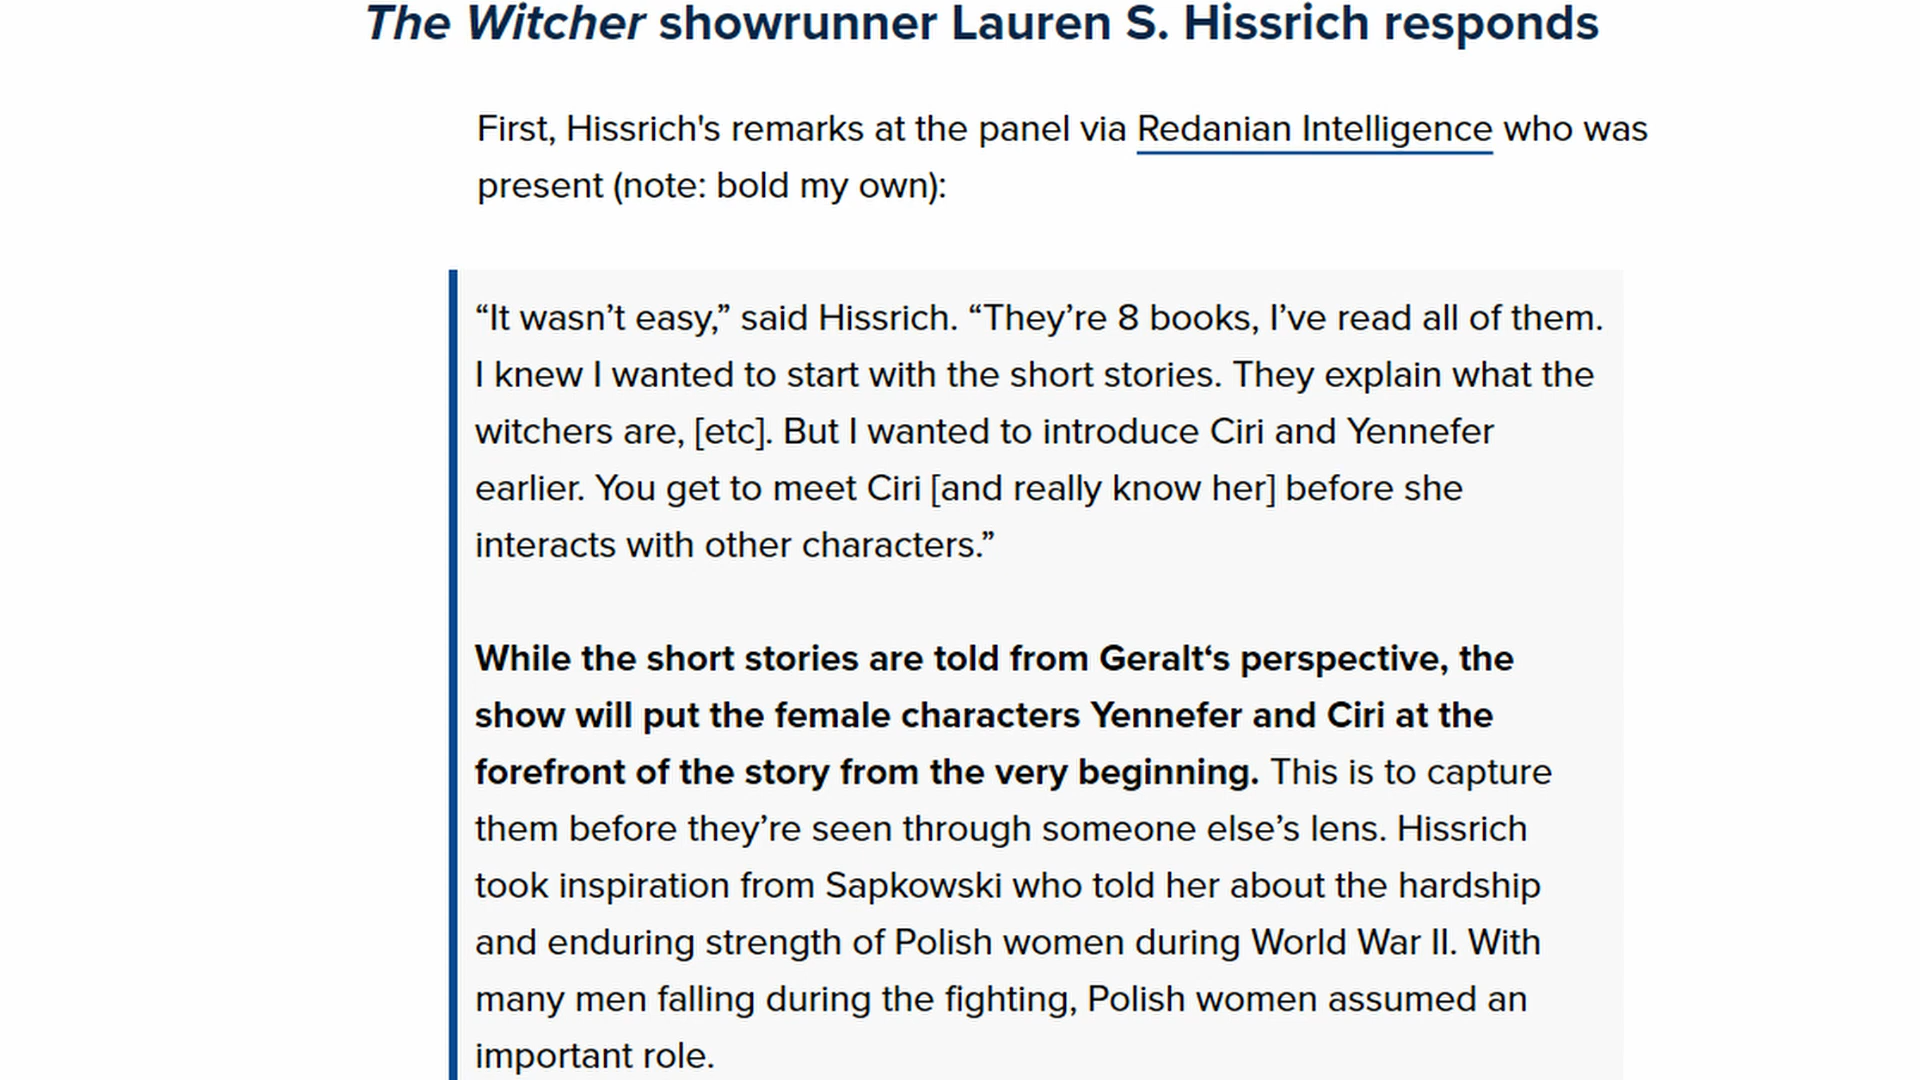 The Witcher showrunner Lauren S. Hissrich responds
First, Hissrich's remarks at the panel via Redanian Intelligence who was
present (note: bold my own):
“It wasn’t easy,” said Hissrich. “They’re 8 books, I’ve read all of them.
I knew I wanted to start with the short stories. They explain what the
witchers are, [etc]. But I wanted to introduce Ciri and Yennefer
earlier. You get to meet Ciri [and really know her] before she
interacts with other characters.”
While the short stories are told from Geralt‘s perspective, the
show will put the female characters Yennefer and Ciri at the
forefront of the story from the very beginning. This is to capture
them before they’re seen through someone else’s lens. Hissrich
took inspiration from Sapkowski who told her about the hardship
and enduring strength of Polish women during World War II. With
many men falling during the fighting, Polish women assumed an
important role.